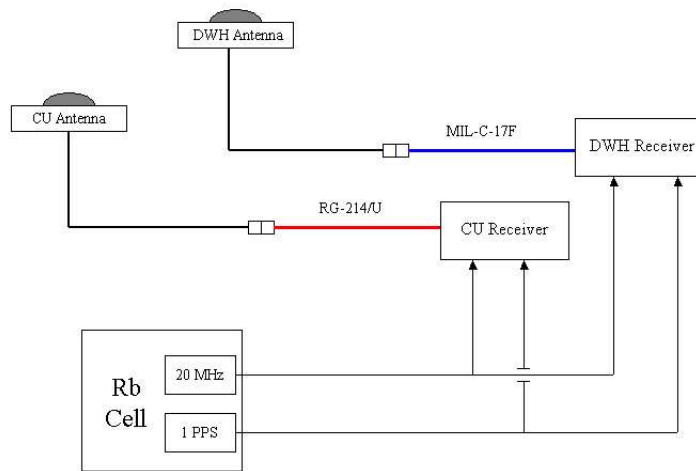 DWH Antenna
CU Antenna
MIL-C-17F
DWH Receiver
RG-214/U
CU Receiver
Rb
Cell
20 MHz
1 PPS